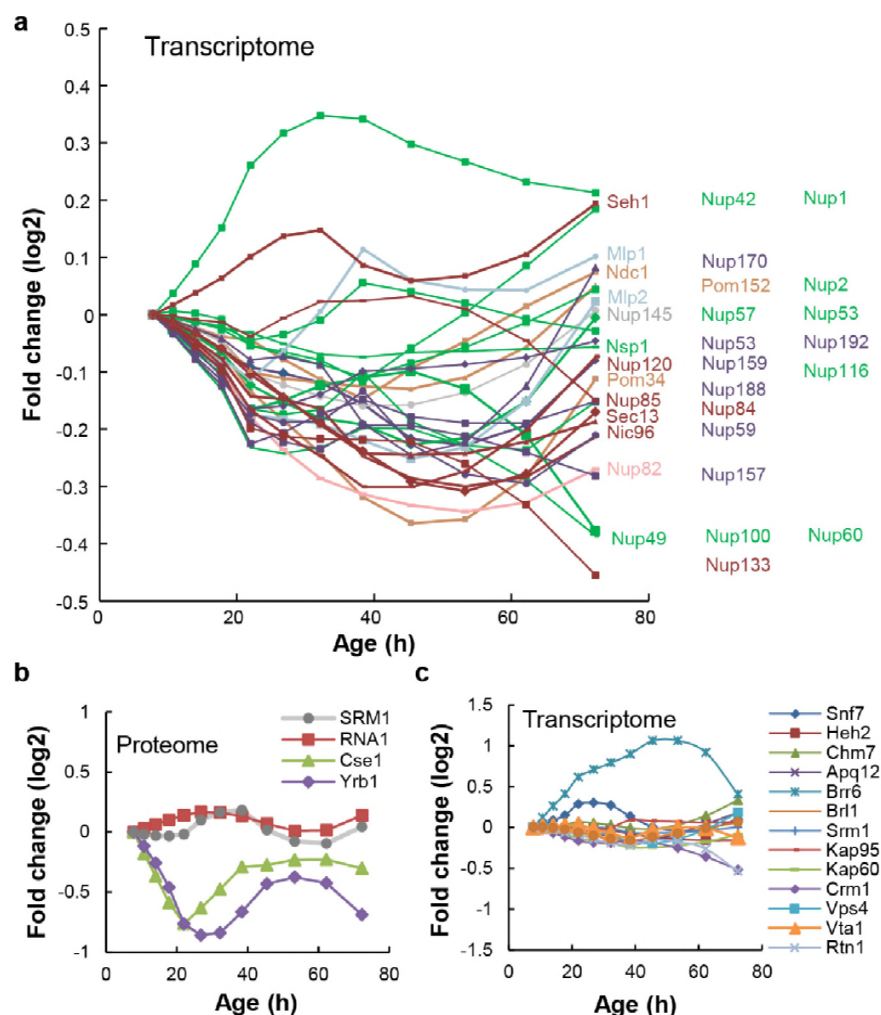 a
Transcriptome
Fold change (log2)
0.5
0.4
0.3
0.2
0.1
0
-0.1
-0.2
-0.3
-0.4
-0.5
0 20 40 60 80
Age (h)
Seh1 Nup42 Nup1
Mlp1 Nup170
Ndc1 Pom152 Nup2
Mlp2
Nup145 Nup57 Nup53
Nsp1 Nup53 Nup192
Nup120 Nup159 Nup116
Pom34 Nup188
Nup85 Nup84
Sec13
Nic96 Nup59
Nup82 Nup157
Nup49 Nup100 Nup60
Nup133
b
Proteome
Fold change (log2)
1
0.5
0
-0.5
-1
0 20 40 60 80
Age (h)
SRM1
RNA1
Cse1
Yrb1
c
Transcriptome
Fold change (log2)
1.5
1
0.5
0
-0.5
-1
-1.5
0 20 40 60 80
Age (h)
Snf7
Heh2
Chm7
Apq12
Brr6
Brl1
Srm1
Kap95
Kap60
Crm1
Vps4
Vta1
Rtn1